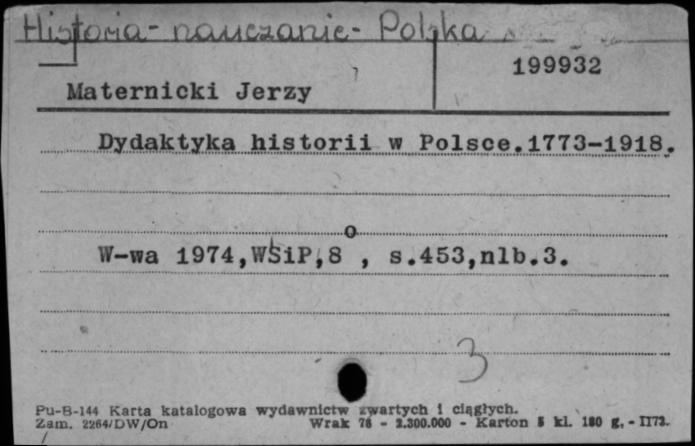 Historia - nauczanie - Polska
199932
Maternicki Jerzy
Dydaktyka historii w Polsce.1773-1918.
W-wa 1974,WSiP,8°, s.453,nlb.3.
3
Pu-B-144 Karta katalogowa wydawnictw zwartych i ciągłych.
Zam. 2264/DW/On Wrak 76 - 2.300.000 - Karton 5 kl. 180 g. - II73.